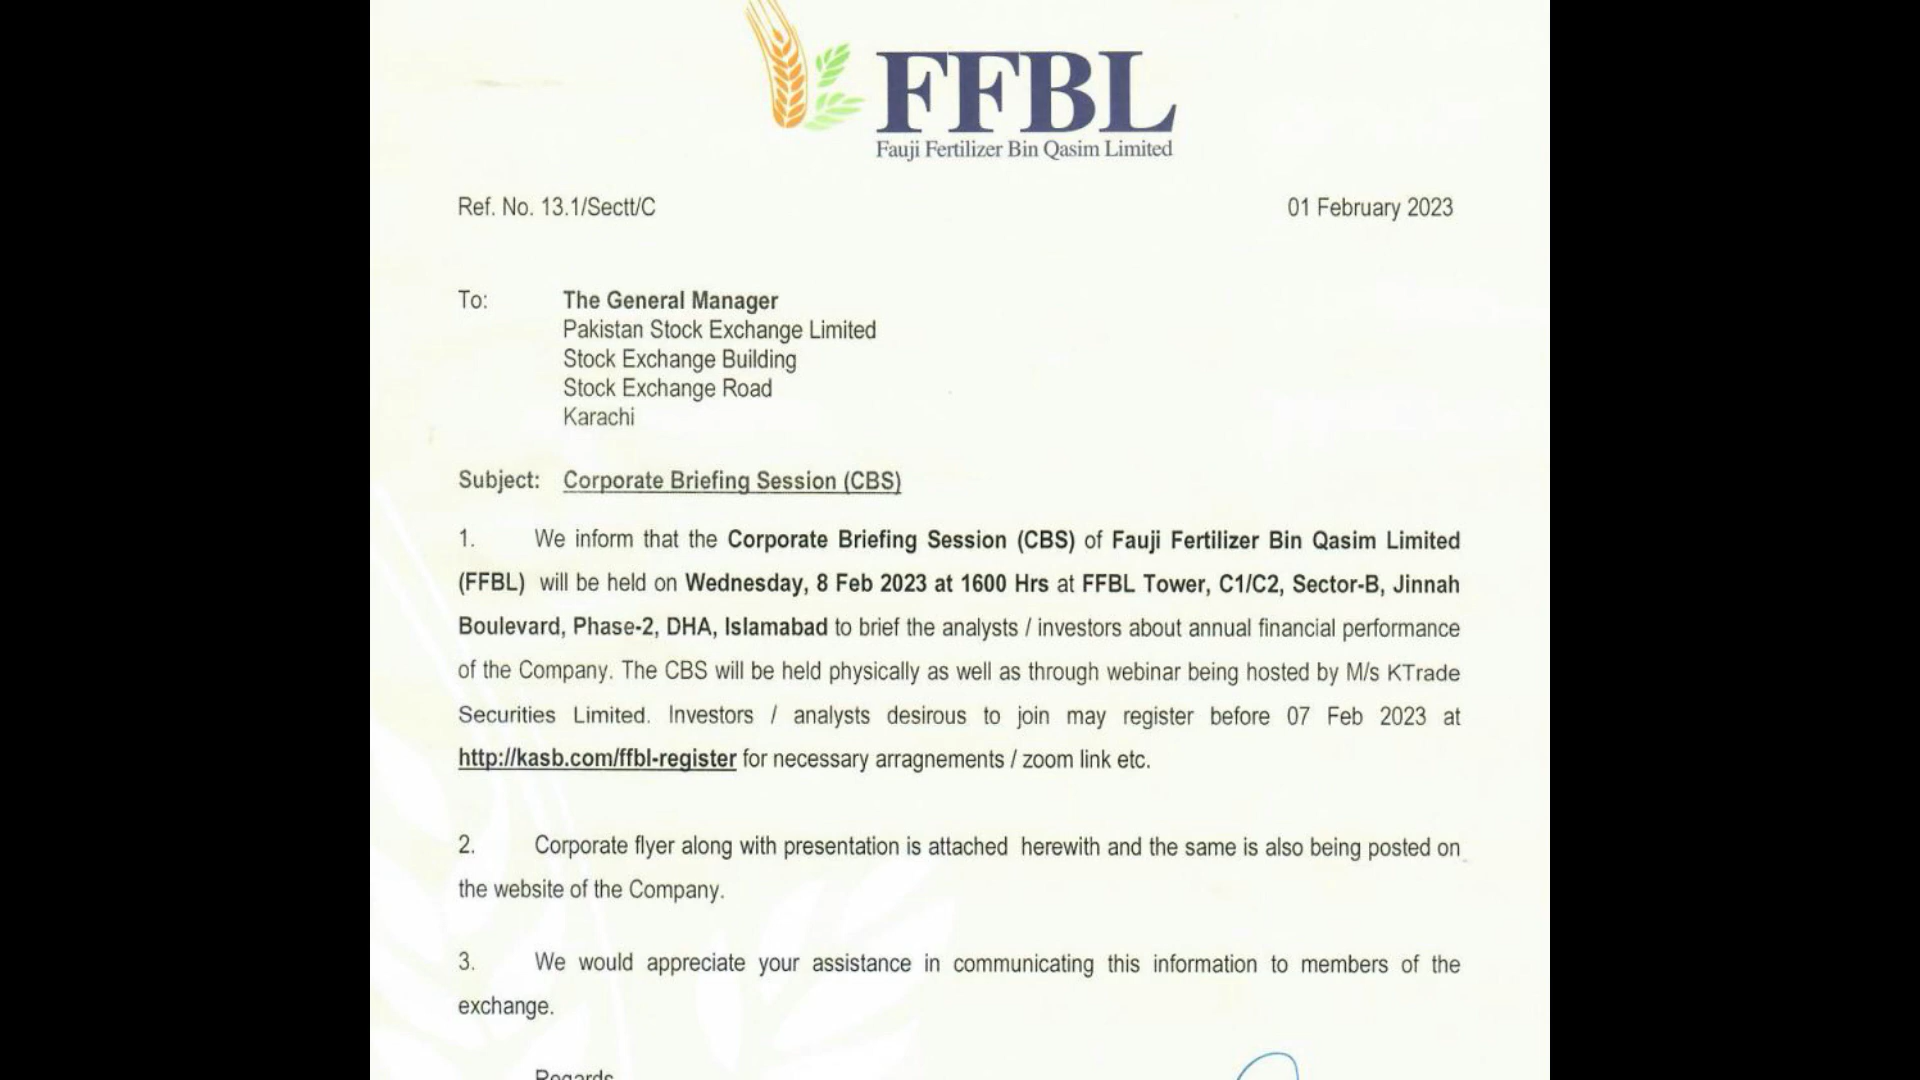 FFBL
Fauji Fertilizer Bin Qasim Limited
Ref. No. 13.1/Sectt/C 01 February 2023
To: The General Manager
Pakistan Stock Exchange Limited
Stock Exchange Building
Stock Exchange Road
Karachi
Subject: Corporate Briefing Session (CBS)
1. We inform that the Corporate Briefing Session (CBS) of Fauji Fertilizer Bin Qasim Limited
(FFBL) will be held on Wednesday, 8 Feb 2023 at 1600 Hrs at FFBL Tower, C1/C2, Sector-B, Jinnah
Boulevard, Phase-2, DHA, Islamabad to brief the analysts / investors about annual financial performance
of the Company. The CBS will be held physically as well as through webinar being hosted by M/s KTrade
Securities Limited. Investors / analysts desirous to join may register before 07 Feb 2023 at
http://kasb.com/ffbl-register for necessary arragnements / zoom link etc.
2. Corporate flyer along with presentation is attached herewith and the same is also being posted on
the website of the Company.
3. We would appreciate your assistance in communicating this information to members of the
exchange.
Regards